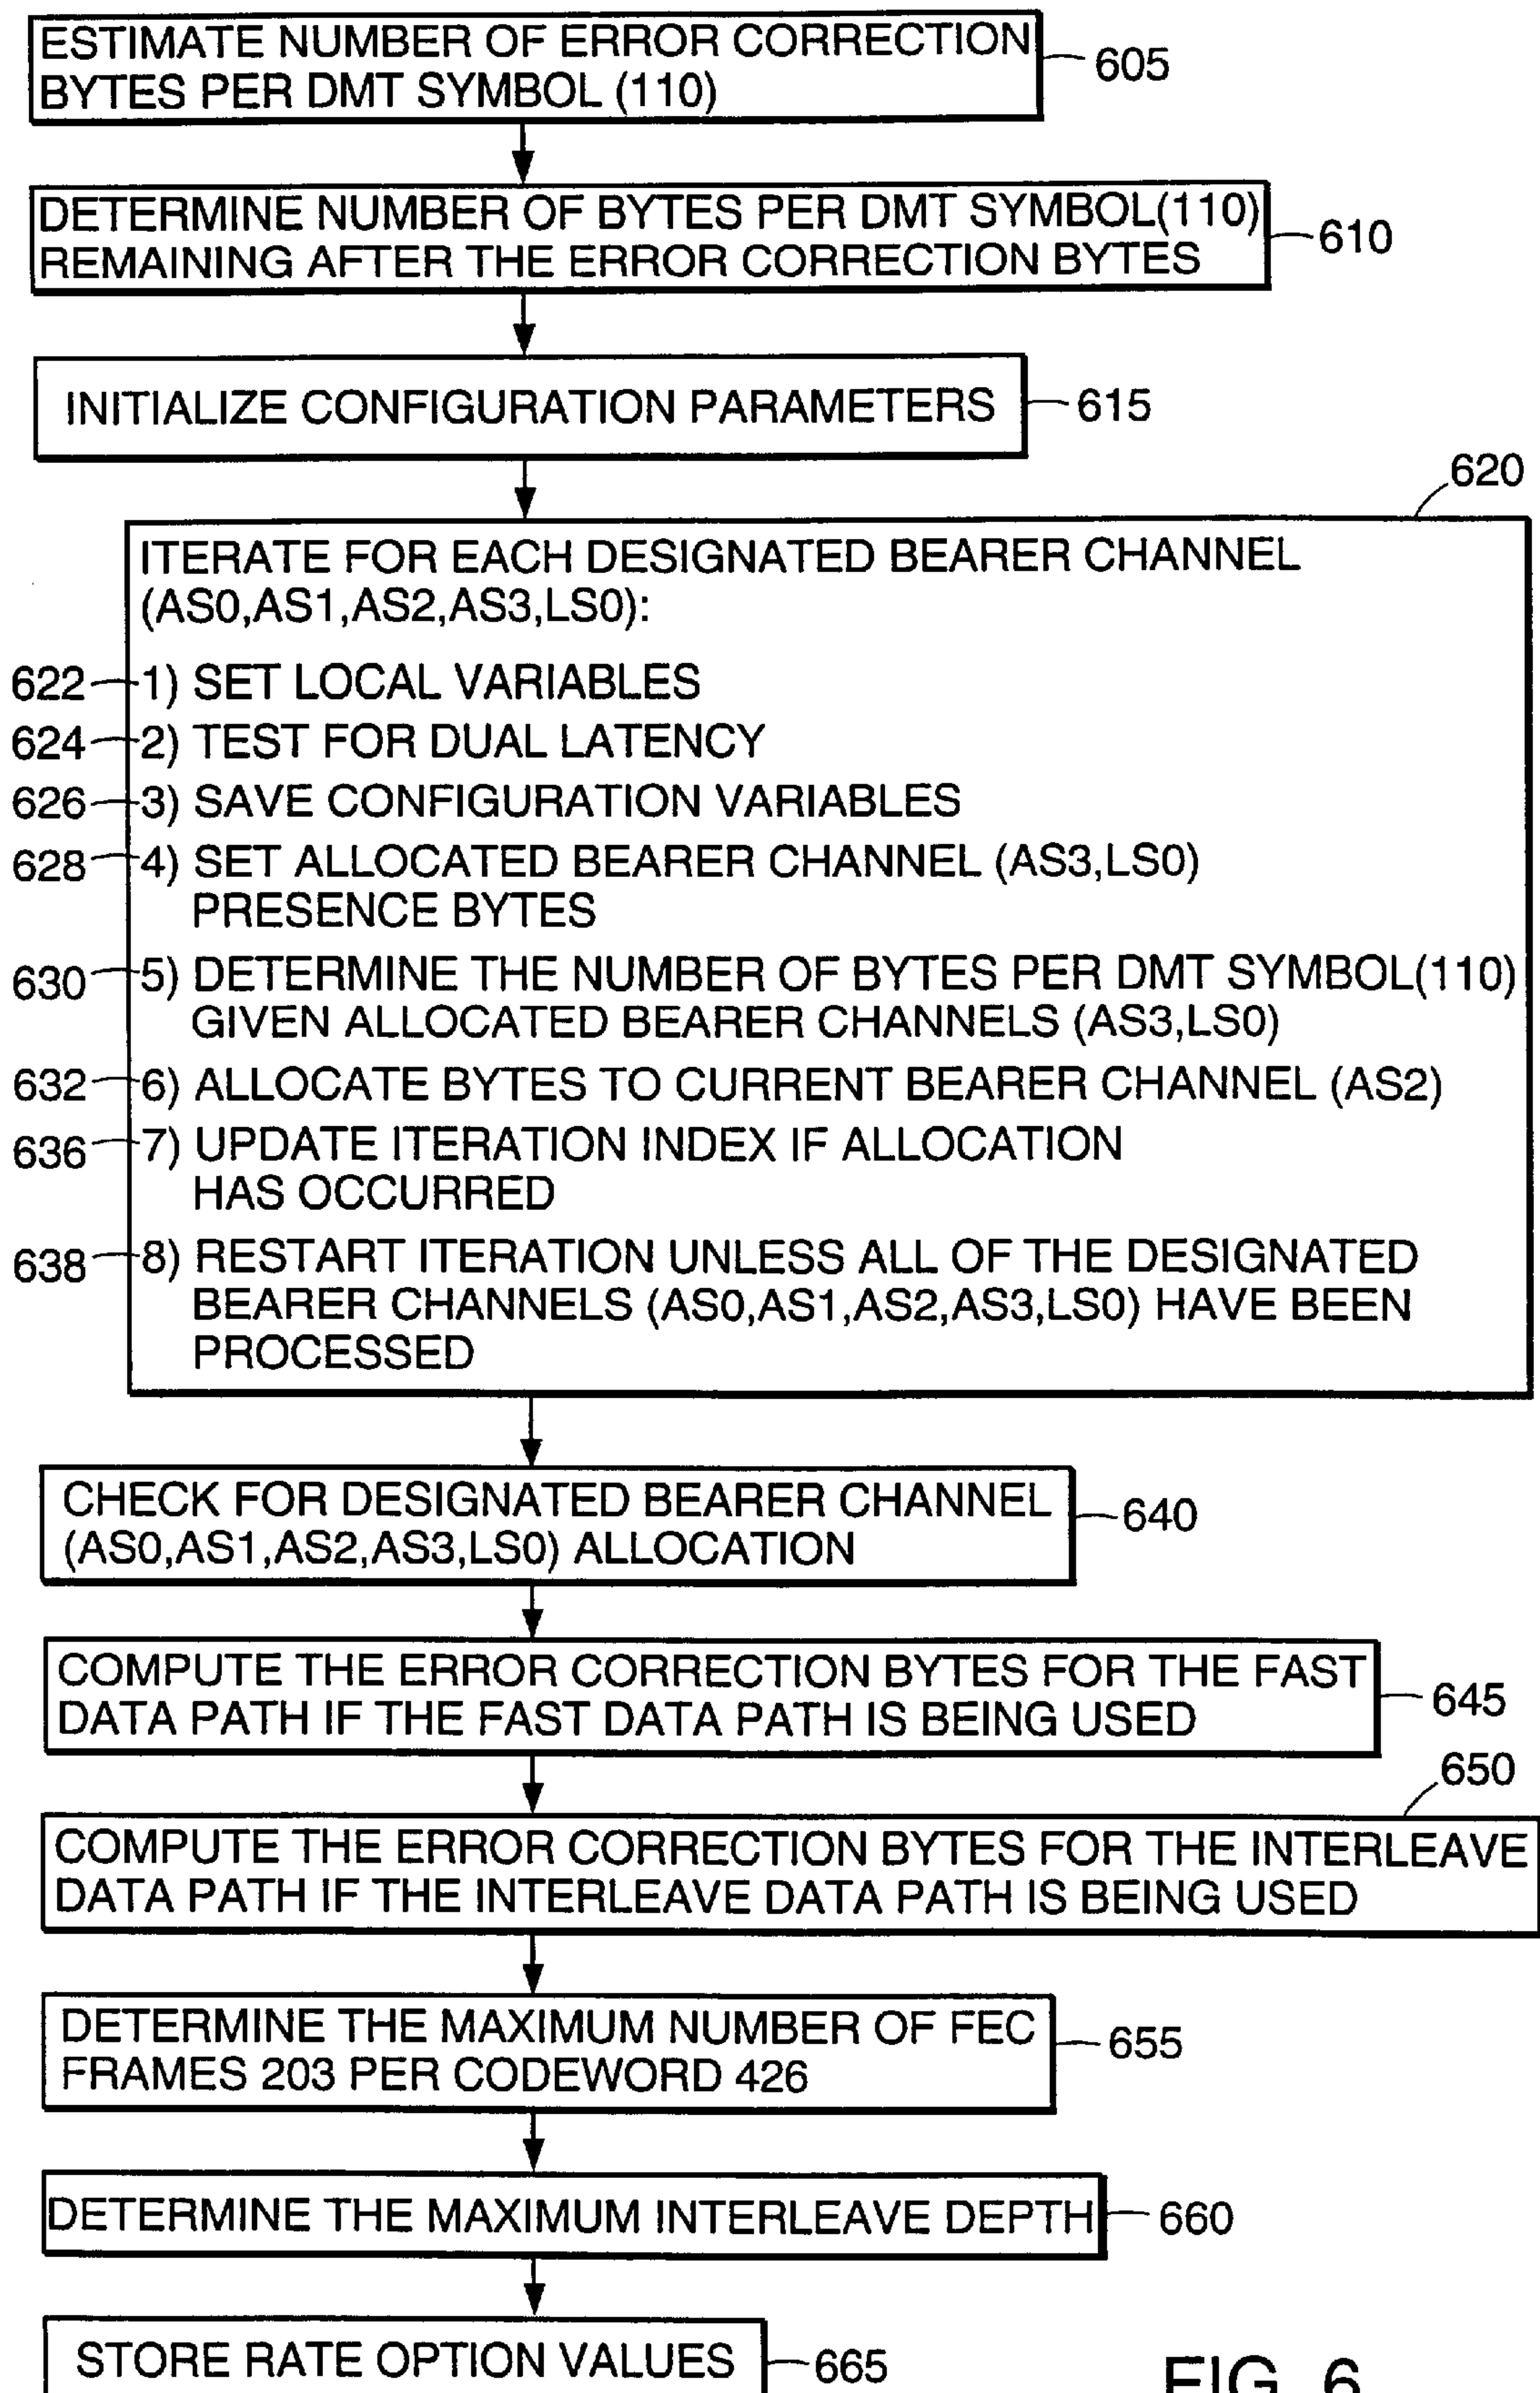 ESTIMATE NUMBER OF ERROR CORRECTION
BYTES PER DMT SYMBOL (110)
605
DETERMINE NUMBER OF BYTES PER DMT SYMBOL(110)
REMAINING AFTER THE ERROR CORRECTION BYTES
610
INITIALIZE CONFIGURATION PARAMETERS
615
620
ITERATE FOR EACH DESIGNATED BEARER CHANNEL
(AS0,AS1,AS2,AS3,LS0):
622 1) SET LOCAL VARIABLES
624 2) TEST FOR DUAL LATENCY
626 3) SAVE CONFIGURATION VARIABLES
628 4) SET ALLOCATED BEARER CHANNEL (AS3,LS0)
PRESENCE BYTES
630 5) DETERMINE THE NUMBER OF BYTES PER DMT SYMBOL(110)
GIVEN ALLOCATED BEARER CHANNELS (AS3,LS0)
632 6) ALLOCATE BYTES TO CURRENT BEARER CHANNEL (AS2)
636 7) UPDATE ITERATION INDEX IF ALLOCATION
HAS OCCURRED
638 8) RESTART ITERATION UNLESS ALL OF THE DESIGNATED
BEARER CHANNELS (AS0,AS1,AS2,AS3,LS0) HAVE BEEN
PROCESSED
CHECK FOR DESIGNATED BEARER CHANNEL
(AS0,AS1,AS2,AS3,LS0) ALLOCATION
640
COMPUTE THE ERROR CORRECTION BYTES FOR THE FAST
DATA PATH IF THE FAST DATA PATH IS BEING USED
645
650
COMPUTE THE ERROR CORRECTION BYTES FOR THE INTERLEAVE
DATA PATH IF THE INTERLEAVE DATA PATH IS BEING USED
DETERMINE THE MAXIMUM NUMBER OF FEC
FRAMES 203 PER CODEWORD 426
655
DETERMINE THE MAXIMUM INTERLEAVE DEPTH
660
STORE RATE OPTION VALUES
665
FIG. 6